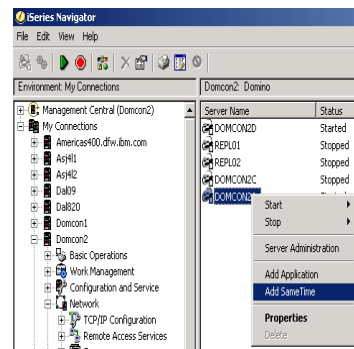 iSeries Navigator
File Edit View Help
Environment: My Connections
Domcon2: Domino
Management Central (Domcon2)
My Connections
Americas400.dfw.ibm.com
Asj4l1
Asj4l2
Dal09
Dal820
Domcon1
Domcon2
Basic Operations
Work Management
Configuration and Service
Network
TCP/IP Configuration
Remote Access Services
Server Name Status
DOMCON2D Started
REPL01 Stopped
REPL02 Stopped
DOMCON2C Stopped
DOMCON2
Start
Stop
Server Administration
Add Application
Add SameTime
Properties
Delete